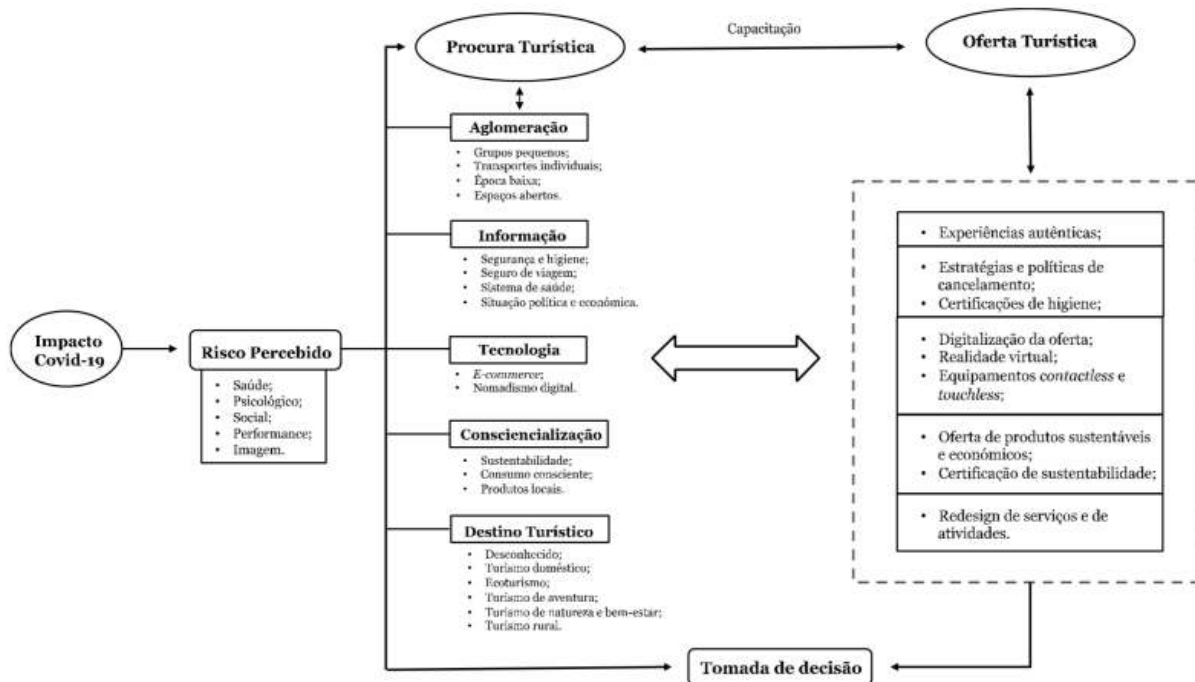 Procura Turística
Capacitação
Oferta Turística
Aglomeração
• Grupos pequenos;
• Transportes individuais;
• Época baixa;
• Espaços abertos.
Informação
• Segurança e higiene;
• Seguro de viagem;
• Sistema de saúde;
• Situação política e económica.
Impacto
Covid-19
Risco Percebido
• Saúde;
• Psicológico;
• Social;
• Performance;
• Imagem.
Tecnologia
• E-commerce;
• Nomadismo digital.
Consciencialização
• Sustentabilidade;
• Consumo consciente;
• Produtos locais.
Destino Turístico
• Desconhecido;
• Turismo doméstico;
• Ecoturismo;
• Turismo de aventura;
• Turismo de natureza e bem-estar;
• Turismo rural.
• Experiências autênticas;
• Estratégias e políticas de
cancelamento;
• Certificações de higiene;
• Digitalização da oferta;
• Realidade virtual;
• Equipamentos contactless e
touchless;
• Oferta de produtos sustentáveis
e económicos;
• Certificação de sustentabilidade;
• Redesign de serviços e de
atividades.
Tomada de decisão